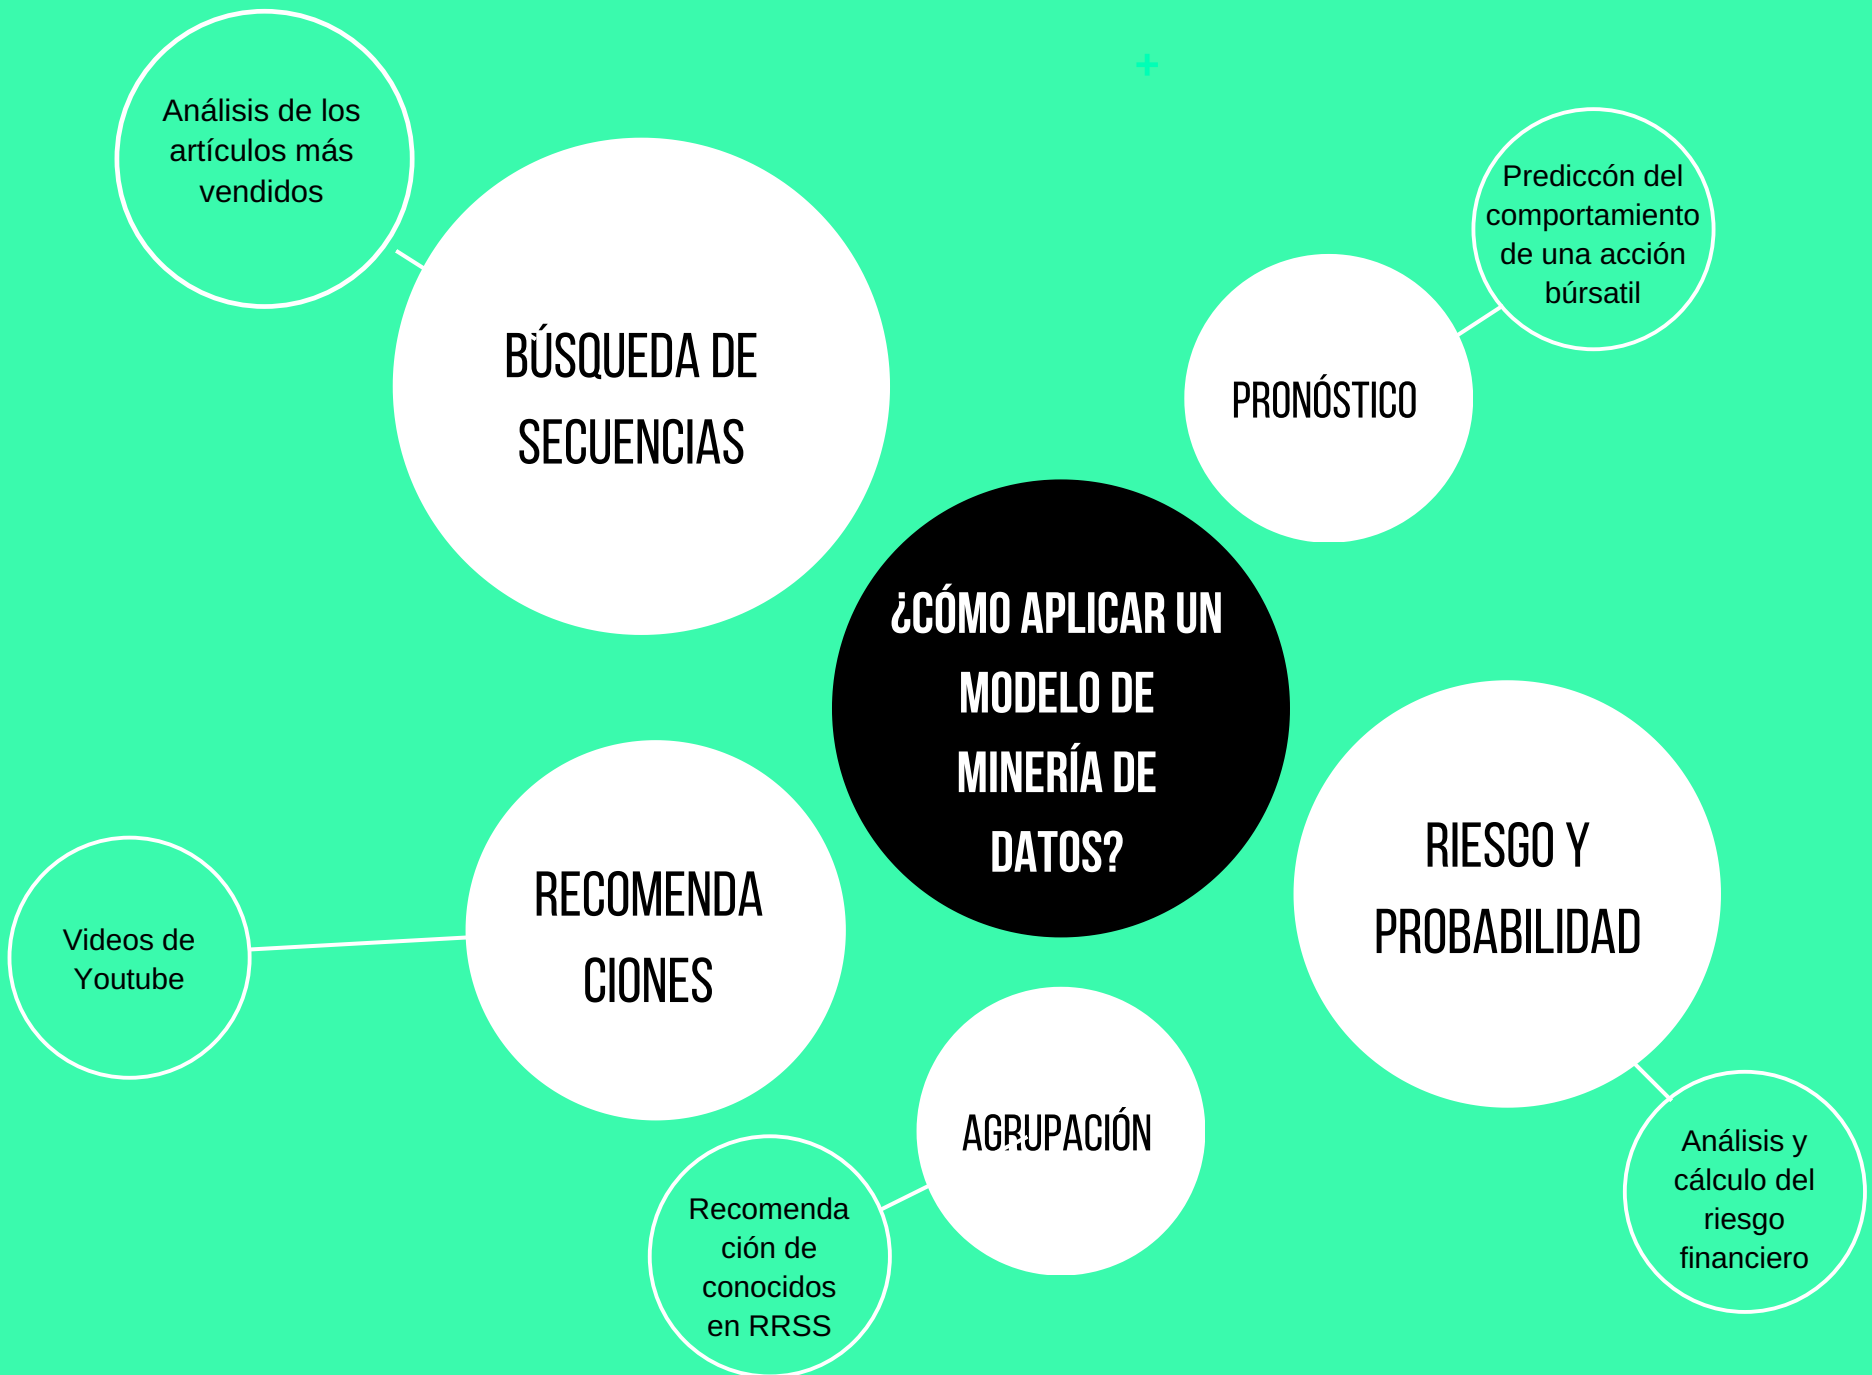 Análisis de los
artículos más
vendidos
BÚSQUEDA DE
SECUENCIAS
Prediccón del
comportamiento
de una acción
búrsatil
PRONÓSTICO
¿CÓMO APLICAR UN
MODELO DE
MINERÍA DE
DATOS?
RIESGO Y
PROBABILIDAD
RECOMENDA
CIONES
Videos de
Youtube
AGRUPACIÓN
Recomenda
ción de
conocidos
en RRSS
Análisis y
cálculo del
riesgo
financiero